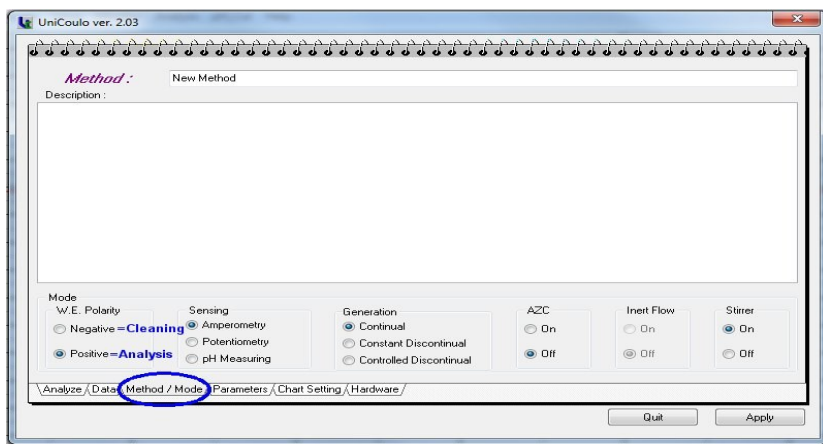 UniCoulo ver. 2.03
Method : New Method
Description :
Mode
W.E. Polarity Sensing Generation AZC Inert Flow Stirrer
Negative =Cleaning Amperometry Continual On On On
Potentiometry Constant Discontinual
Positive =Analysis pH Measuring Controlled Discontinual Off Off Off
Analyze Data Method / Mode Parameters Chart Setting Hardware
Quit Apply